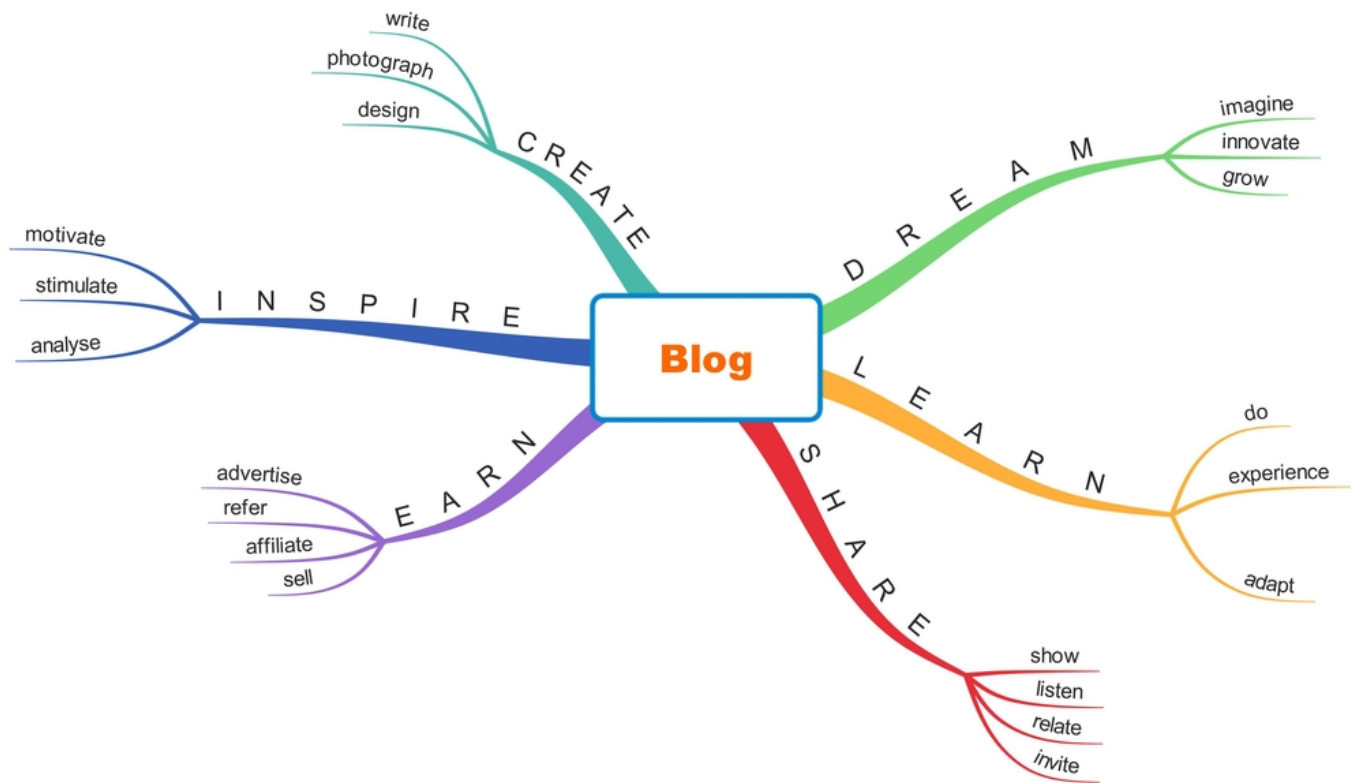 Blog
CREATE
write
photograph
design
DREAM
imagine
innovate
grow
LEARN
do
experience
adapt
SHARE
show
listen
relate
invite
EARN
advertise
refer
affiliate
sell
INSPIRE
motivate
stimulate
analyse